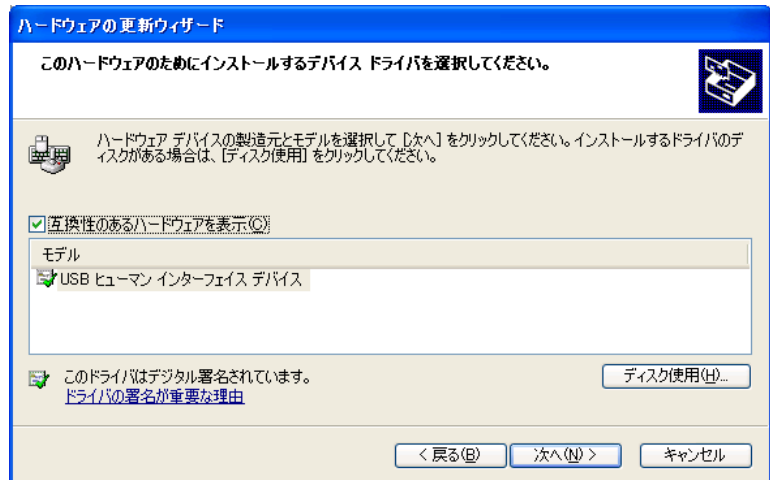 ハードウェアの更新ウィザード
このハードウェアのためにインストールするデバイス ドライバを選択してください。
ハードウェア デバイスの製造元とモデルを選択して [次へ] をクリックしてください。インストールするドライバのデ
ィスクがある場合は、[ディスク使用] をクリックしてください。
互換性のあるハードウェアを表示(C)
モデル
USB ヒューマン インターフェイス デバイス
このドライバはデジタル署名されています。
ディスク使用(H)...
ドライバの署名が重要な理由
< 戻る(B)
次へ(N) >
キャンセル